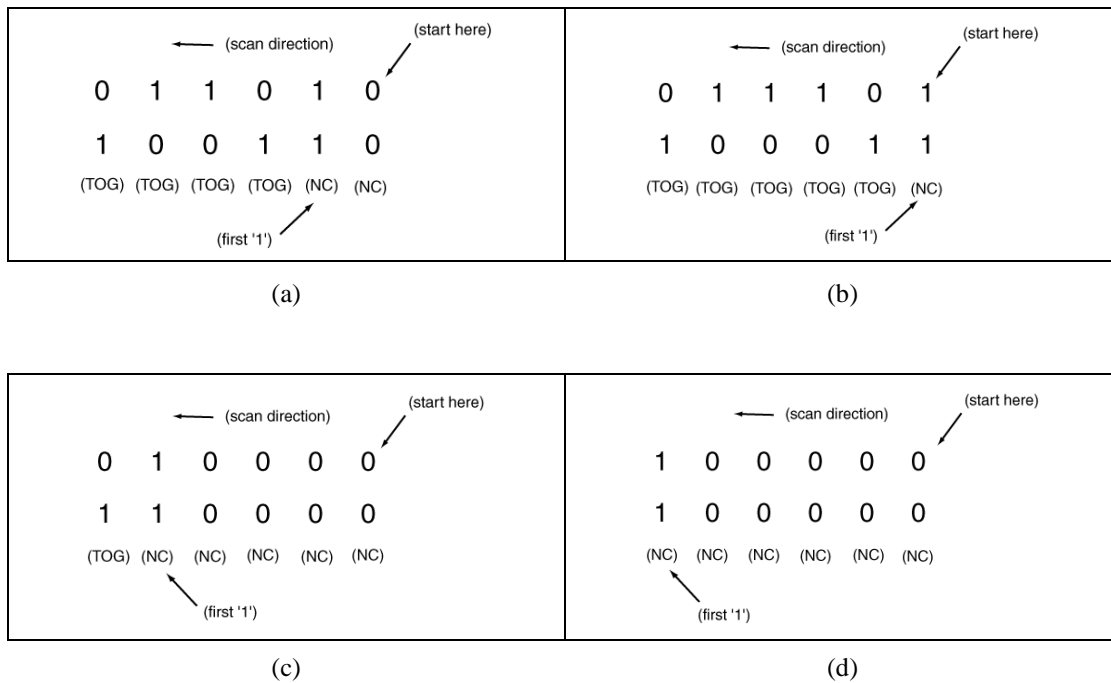 (start here)
(scan direction)
0 1 1 0 1 0
1 0 0 1 1 0
(TOG) (TOG) (TOG) (TOG) (NC) (NC)
(first '1')
(a)
(start here)
(scan direction)
0 1 1 1 0 1
1 0 0 0 1 1
(TOG) (TOG) (TOG) (TOG) (TOG) (NC)
(first '1')
(b)
(start here)
(scan direction)
0 1 0 0 0 0
1 1 0 0 0 0
(TOG) (NC) (NC) (NC) (NC) (NC)
(first '1')
(c)
(start here)
(scan direction)
1 0 0 0 0 0
1 0 0 0 0 0
(NC) (NC) (NC) (NC) (NC) (NC)
(first '1')
(d)